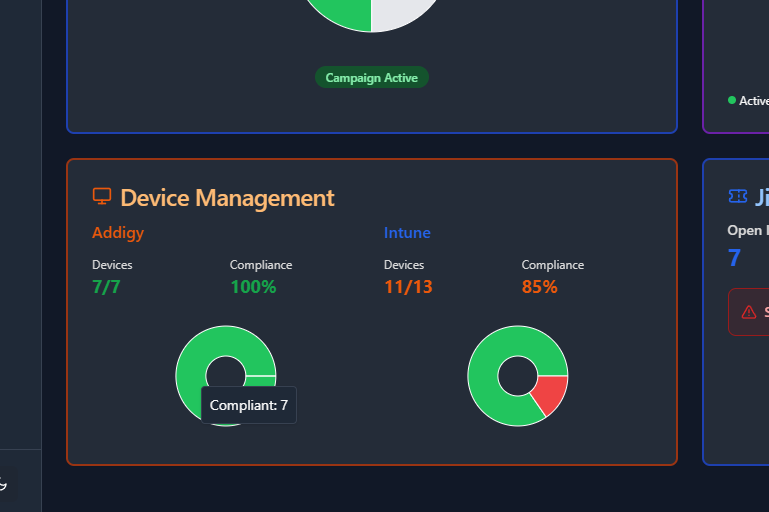 Campaign Active
Active
Device Management
Addigy
Intune
Devices
Compliance
Devices
Compliance
7/7
100%
11/13
85%
Compliant: 7
Ji
Open
7
S